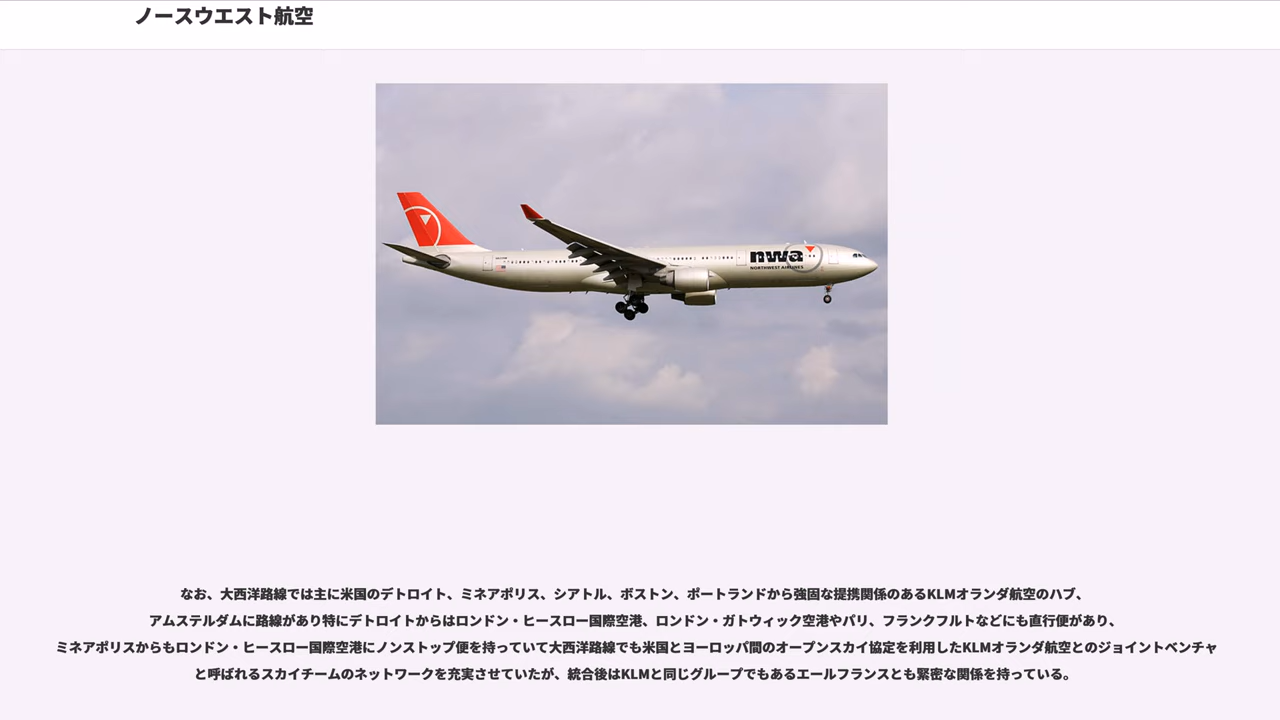 ノースウエスト航空
nwa
NORTHWEST AIRLINES
なお、大西洋路線では主に米国のデトロイト、ミネアポリス、シアトル、ボストン、ポートランドから強固な提携関係のあるKLMオランダ航空のハブ、
アムステルダムに路線があり特にデトロイトからはロンドン・ヒースロー国際空港、ロンドン・ガトウィック空港やパリ、フランクフルトなどにも直行便があり、
ミネアポリスからもロンドン・ヒースロー国際空港にノンストップ便を持っていて大西洋路線でも米国とヨーロッパ間のオープンスカイ協定を利用したKLMオランダ航空とのジョイントベンチャ
と呼ばれるスカイチームのネットワークを充実させていたが、統合後はKLMと同じグループでもあるエールフランスとも緊密な関係を持っている。